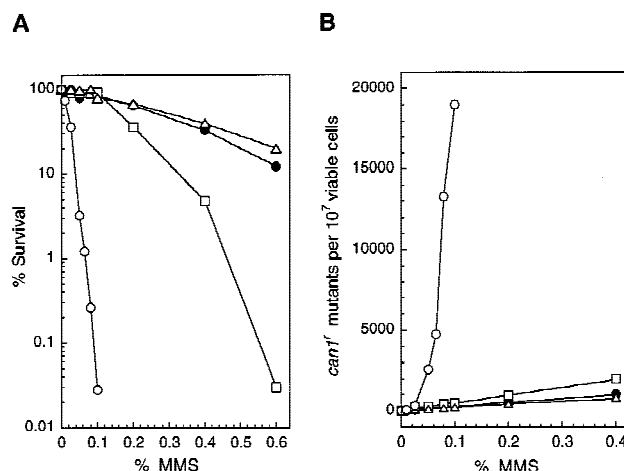 A
% Survival
100
10
1
0.1
0.01
0 0.1 0.2 0.3 0.4 0.5 0.6
% MMS
B
can1ʳ mutants per 10⁷ viable cells
20000
15000
10000
5000
0
0 0.1 0.2 0.3 0.4
% MMS